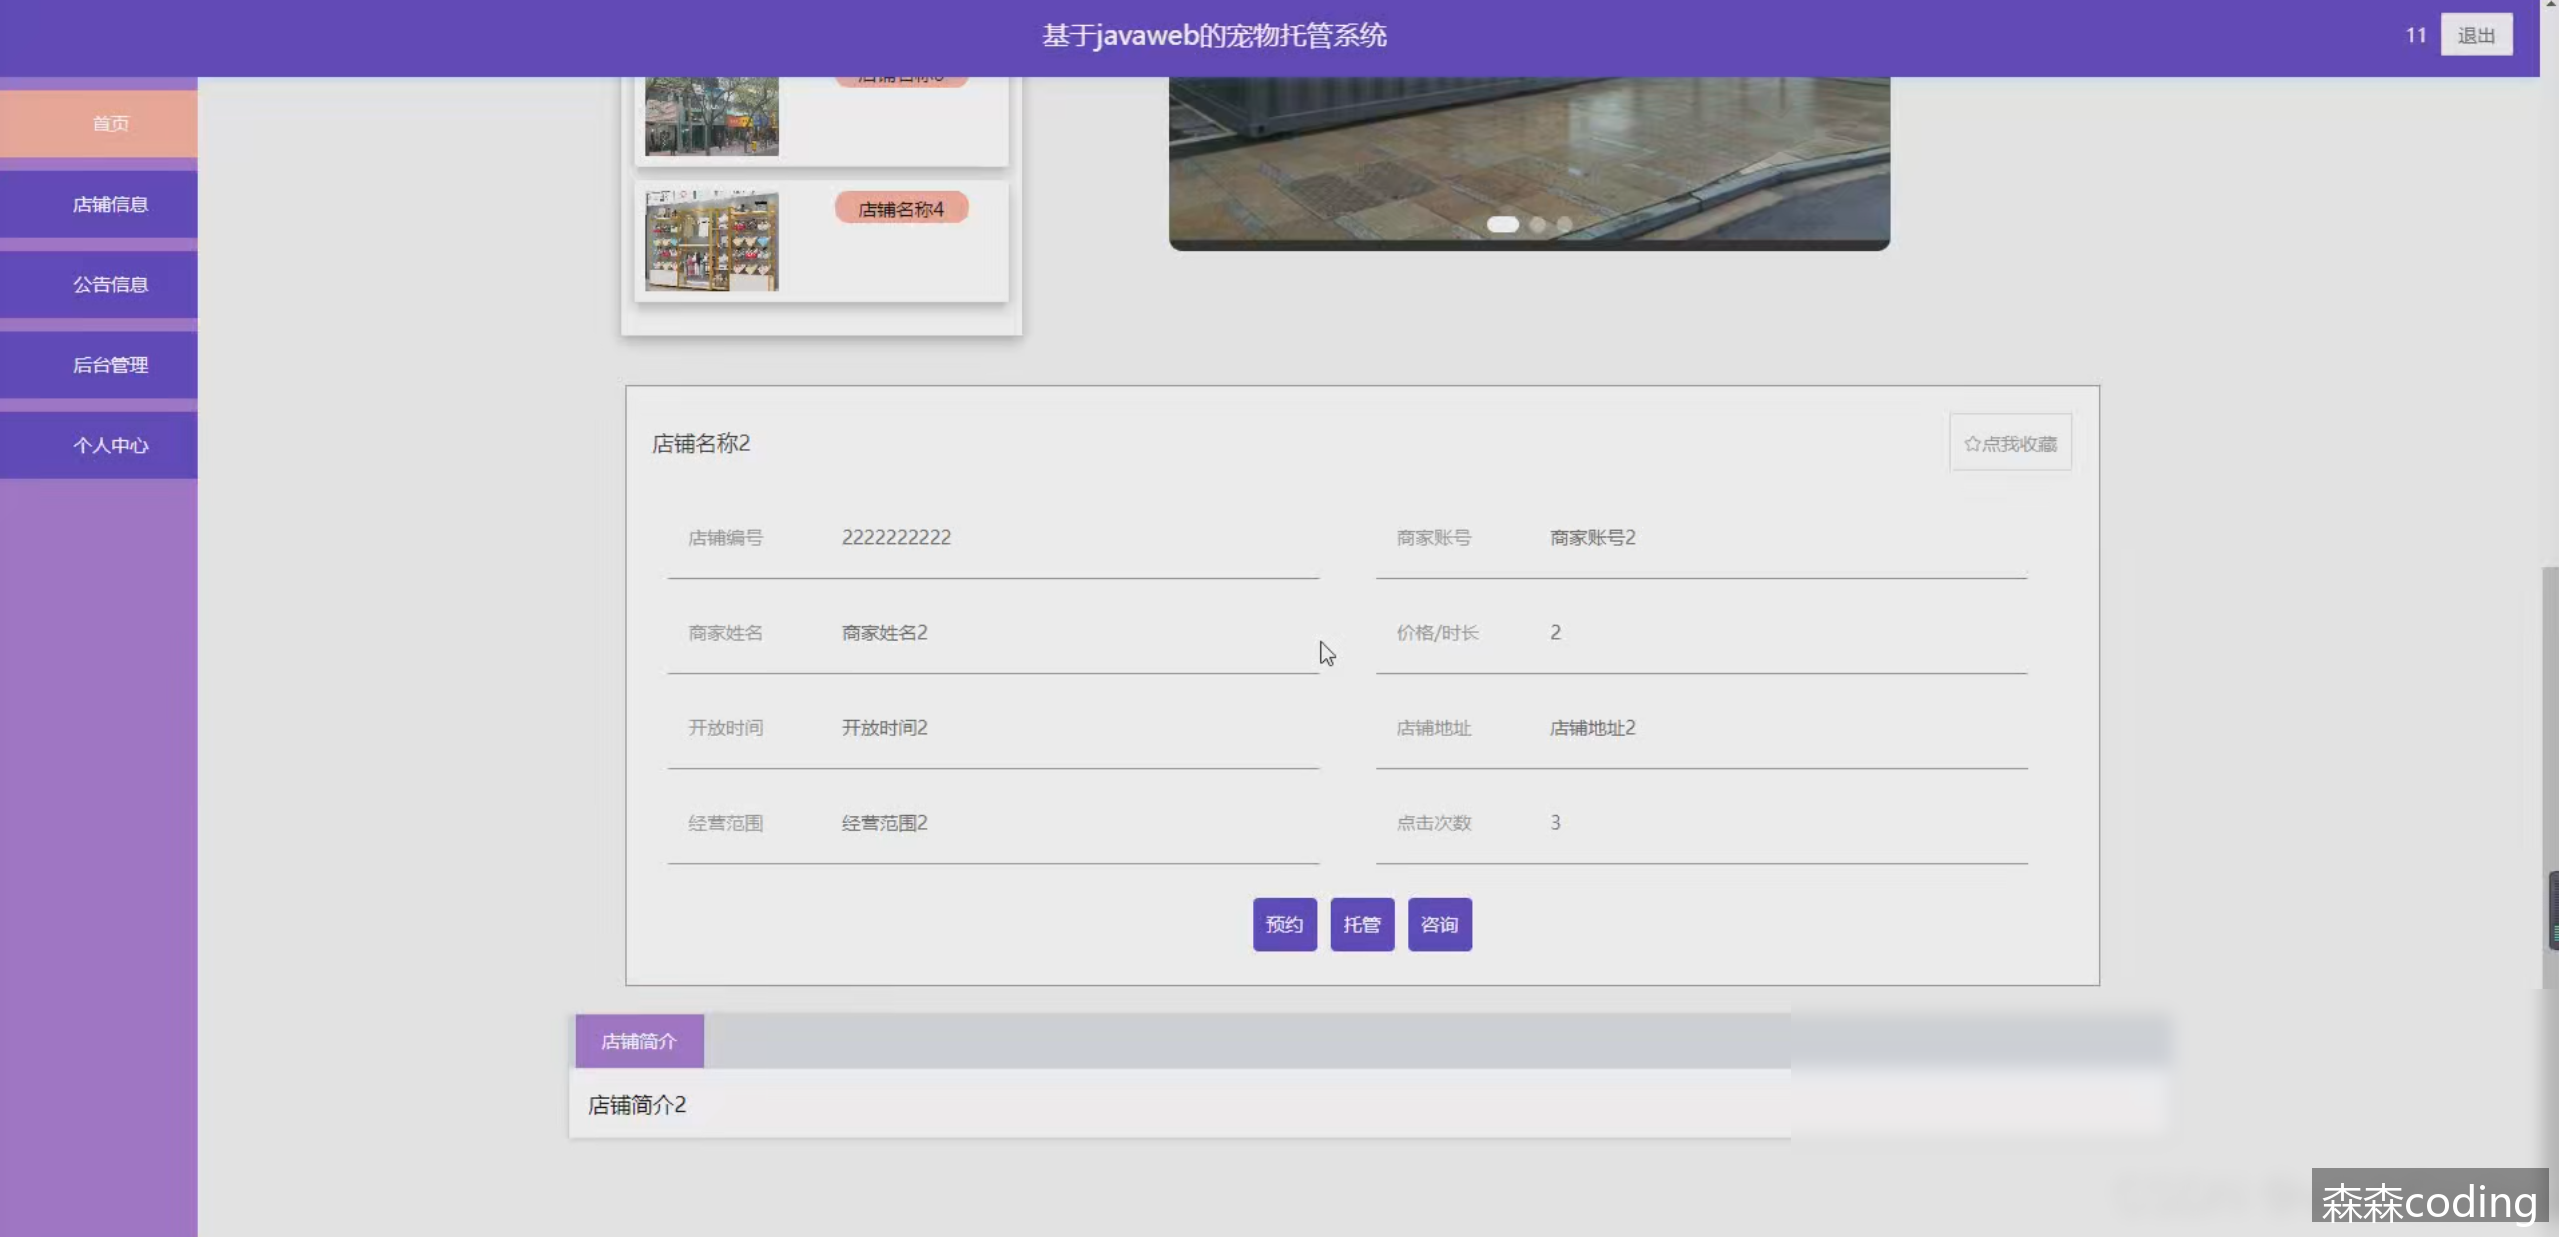 基于javaweb的宠物托管系统
11
退出
首页
店铺信息
公告信息
后台管理
个人中心
店铺名称4
店铺名称2
☆点我收藏
店铺编号 2222222222
商家账号 商家账号2
商家姓名 商家姓名2
价格/时长 2
开放时间 开放时间2
店铺地址 店铺地址2
经营范围 经营范围2
点击次数 3
预约 托管 咨询
店铺简介
店铺简介2
森森coding